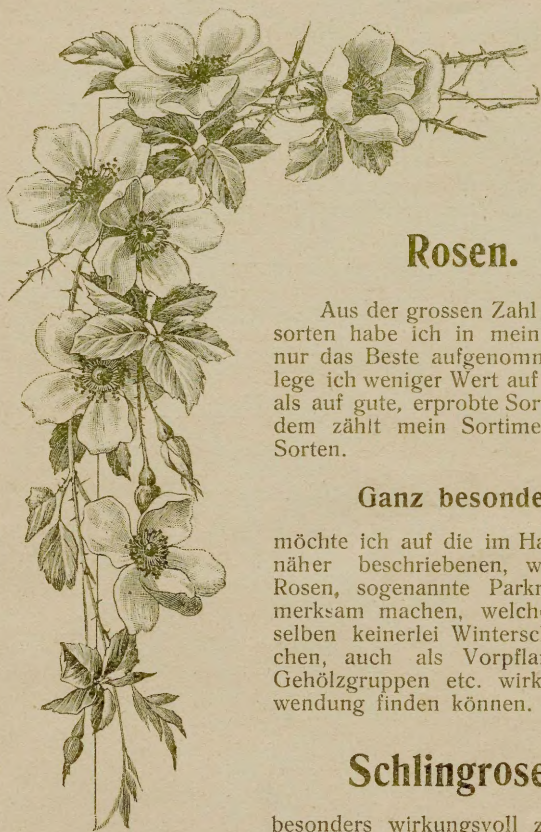 Rosen.
Aus der grossen Zahl
sorten habe ich in mein
nur das Beste aufgenomm
lege ich weniger Wert auf
als auf gute, erprobte Sor
dem zählt mein Sortime
Sorten.
Ganz besonde
möchte ich auf die im Ha
näher beschriebenen, w
Rosen, sogenannte Parkr
merksam machen, welch
selben keinerlei Wintersc
chen, auch als Vorpfla
Gehölzgruppen etc. wirk
wendung finden können.
Schlingrose
besonders wirkungsvoll z